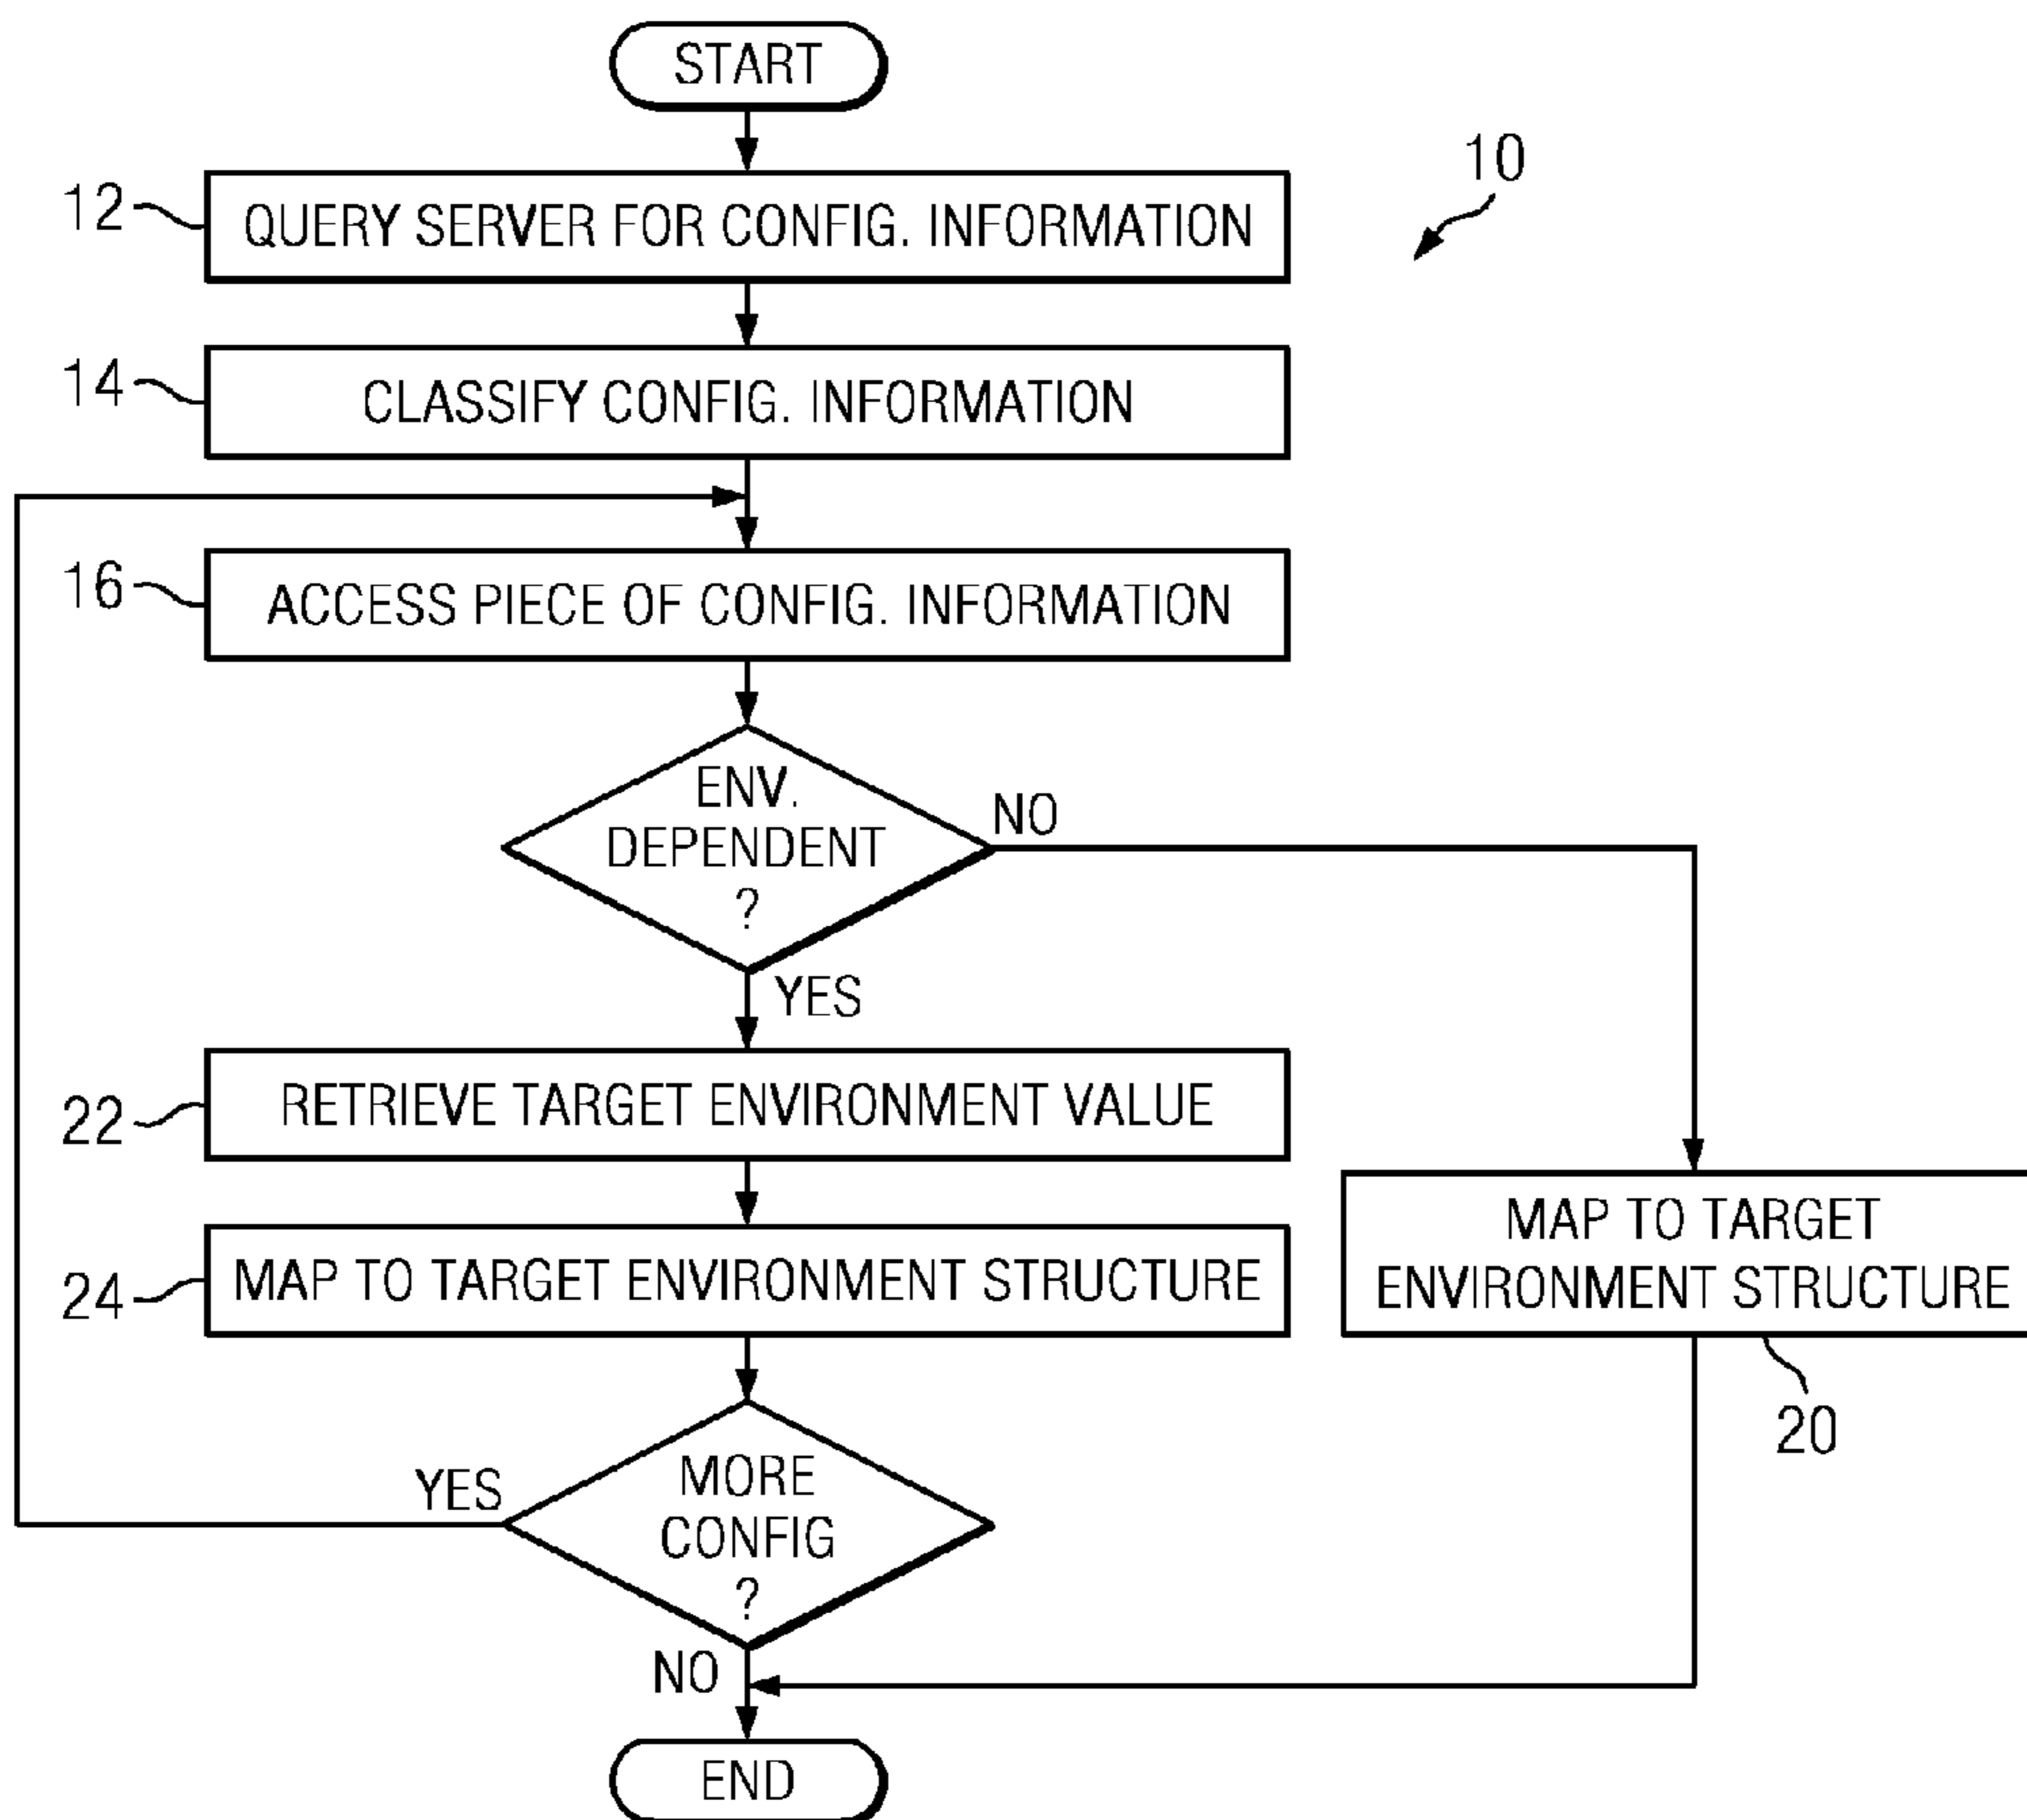 START
10
12
QUERY SERVER FOR CONFIG. INFORMATION
14
CLASSIFY CONFIG. INFORMATION
16
ACCESS PIECE OF CONFIG. INFORMATION
ENV.
DEPENDENT
?
NO
YES
22
RETRIEVE TARGET ENVIRONMENT VALUE
24
MAP TO TARGET ENVIRONMENT STRUCTURE
MAP TO TARGET
ENVIRONMENT STRUCTURE
20
YES
MORE
CONFIG
?
NO
END